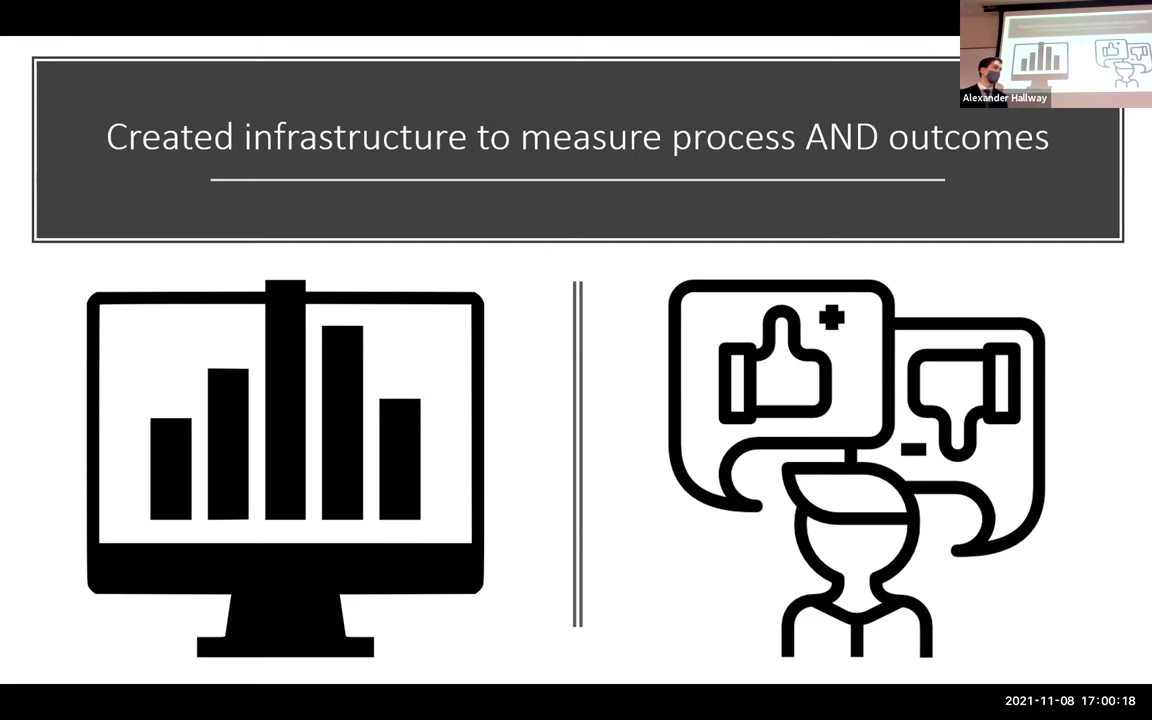 Created infrastructure to measure process AND outcomes
Alexander Hallway
2021-11-08 17:00:18